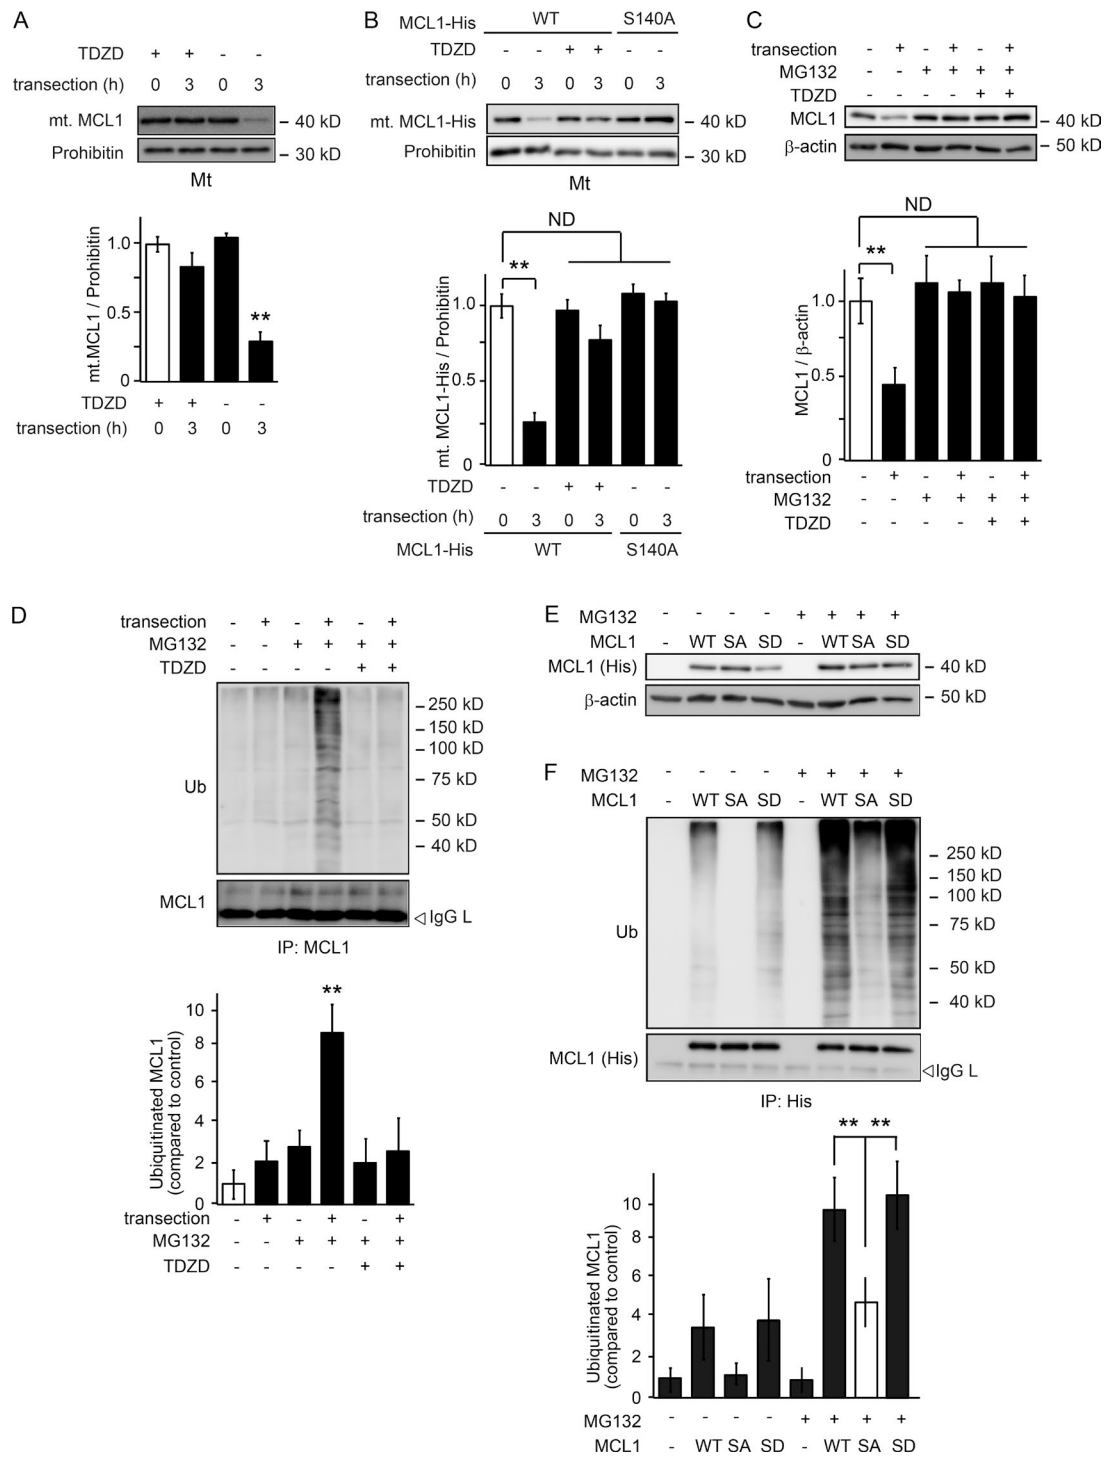 A
TDZD + + - -
transection (h) 0 3 0 3
mt. MCL1 – 40 kD
Prohibitin – 30 kD
Mt
mt.MCL1 / Prohibitin
1.0
0.5
0
**
TDZD + + - -
transection (h) 0 3 0 3
B
MCL1-His WT S140A
TDZD - - + + - -
transection (h) 0 3 0 3 0 3
mt. MCL1-His – 40 kD
Prohibitin – 30 kD
Mt
ND
**
mt. MCL1-His / Prohibitin
1.0
0.5
0
TDZD - - + + - -
transection (h) 0 3 0 3 0 3
MCL1-His WT S140A
C
transection - + - + - +
MG132 - - + + + +
TDZD - - - - + +
MCL1 – 40 kD
β-actin – 50 kD
ND
**
MCL1 / β-actin
1.0
0.5
0
transection - + - + - +
MG132 - - + + + +
TDZD - - - - + +
D
transection - + - + - +
MG132 - - + + + +
TDZD - - - - + +
Ub
– 250 kD
– 150 kD
– 100 kD
– 75 kD
– 50 kD
– 40 kD
MCL1
◁ IgG L
IP: MCL1
**
Ubiquitinated MCL1
(compared to control)
10
8
6
4
2
0
transection - + - + - +
MG132 - - + + + +
TDZD - - - - + +
E
MG132 - - - - + + + +
MCL1 - WT SA SD - WT SA SD
MCL1 (His) – 40 kD
β-actin – 50 kD
F
MG132 - - - - + + + +
MCL1 - WT SA SD - WT SA SD
Ub
– 250 kD
– 150 kD
– 100 kD
– 75 kD
– 50 kD
– 40 kD
MCL1 (His)
◁IgG L
IP: His
** **
Ubiquitinated MCL1
(compared to control)
10
8
6
4
2
0
MG132 - - - - + + + +
MCL1 - WT SA SD - WT SA SD